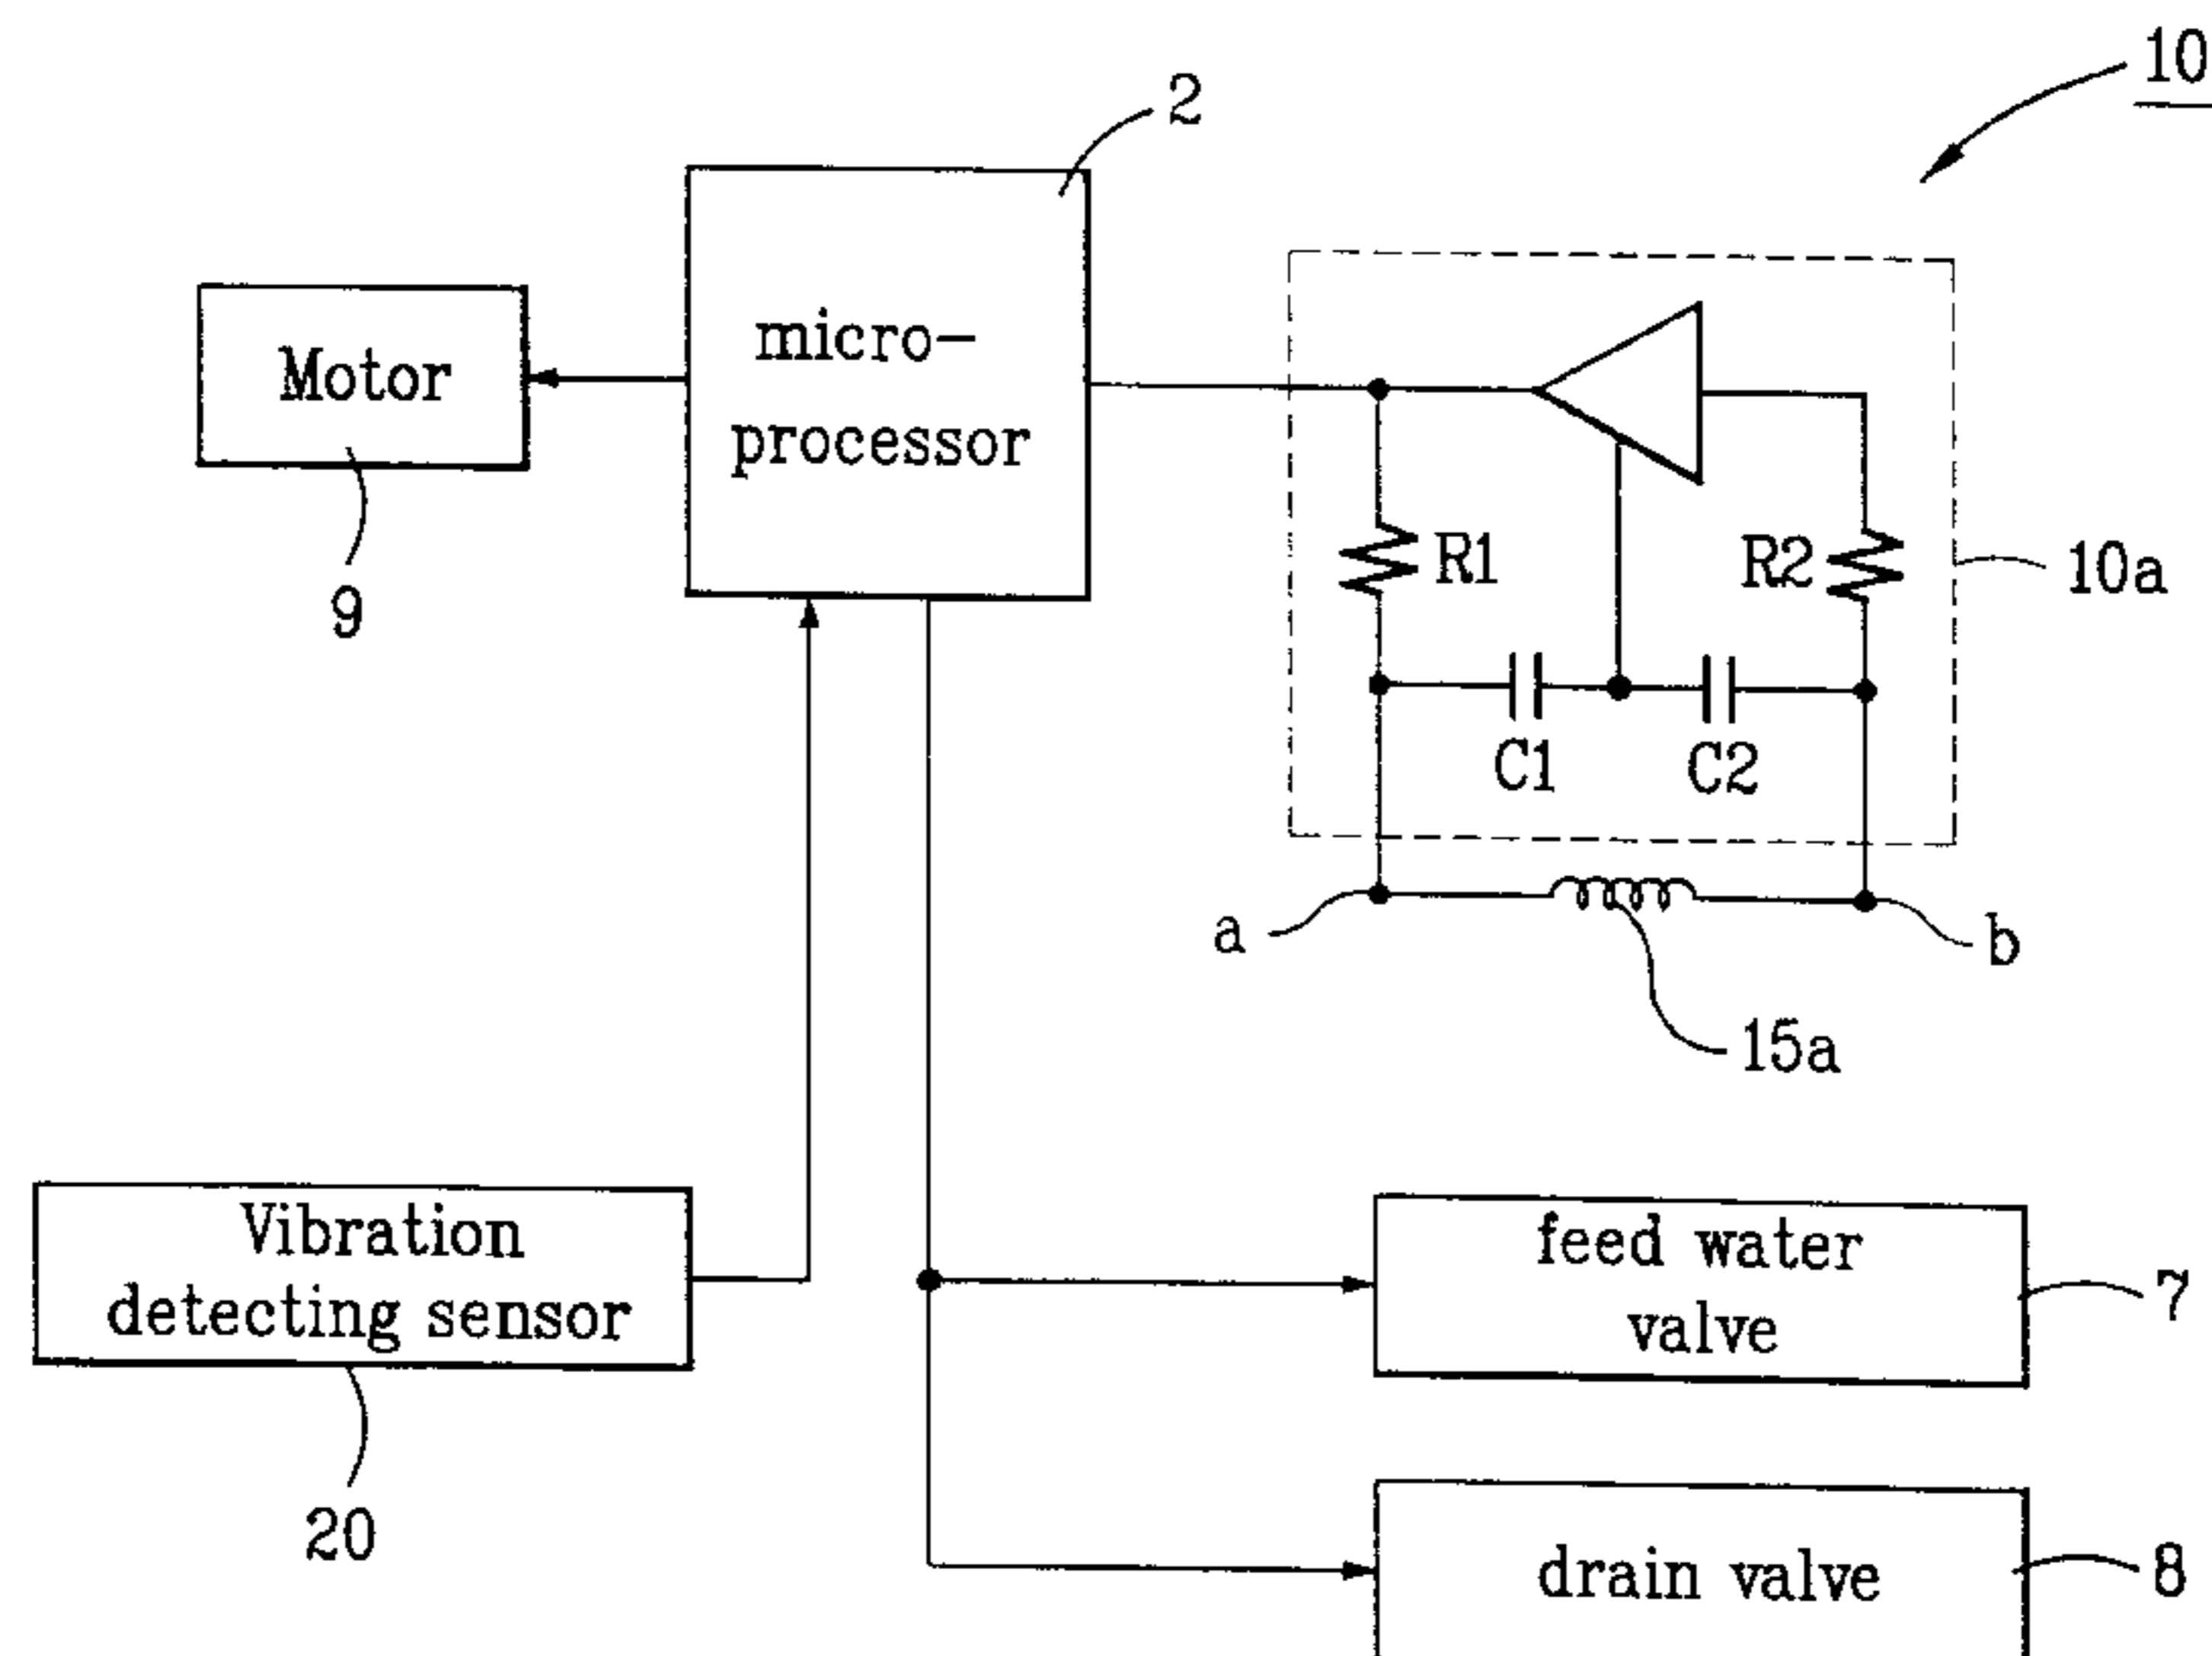 10
2
micro-
processor
Motor
9
R1
R2
10a
C1
C2
a
b
15a
Vibration
detecting sensor
20
feed water
valve
7
drain valve
8